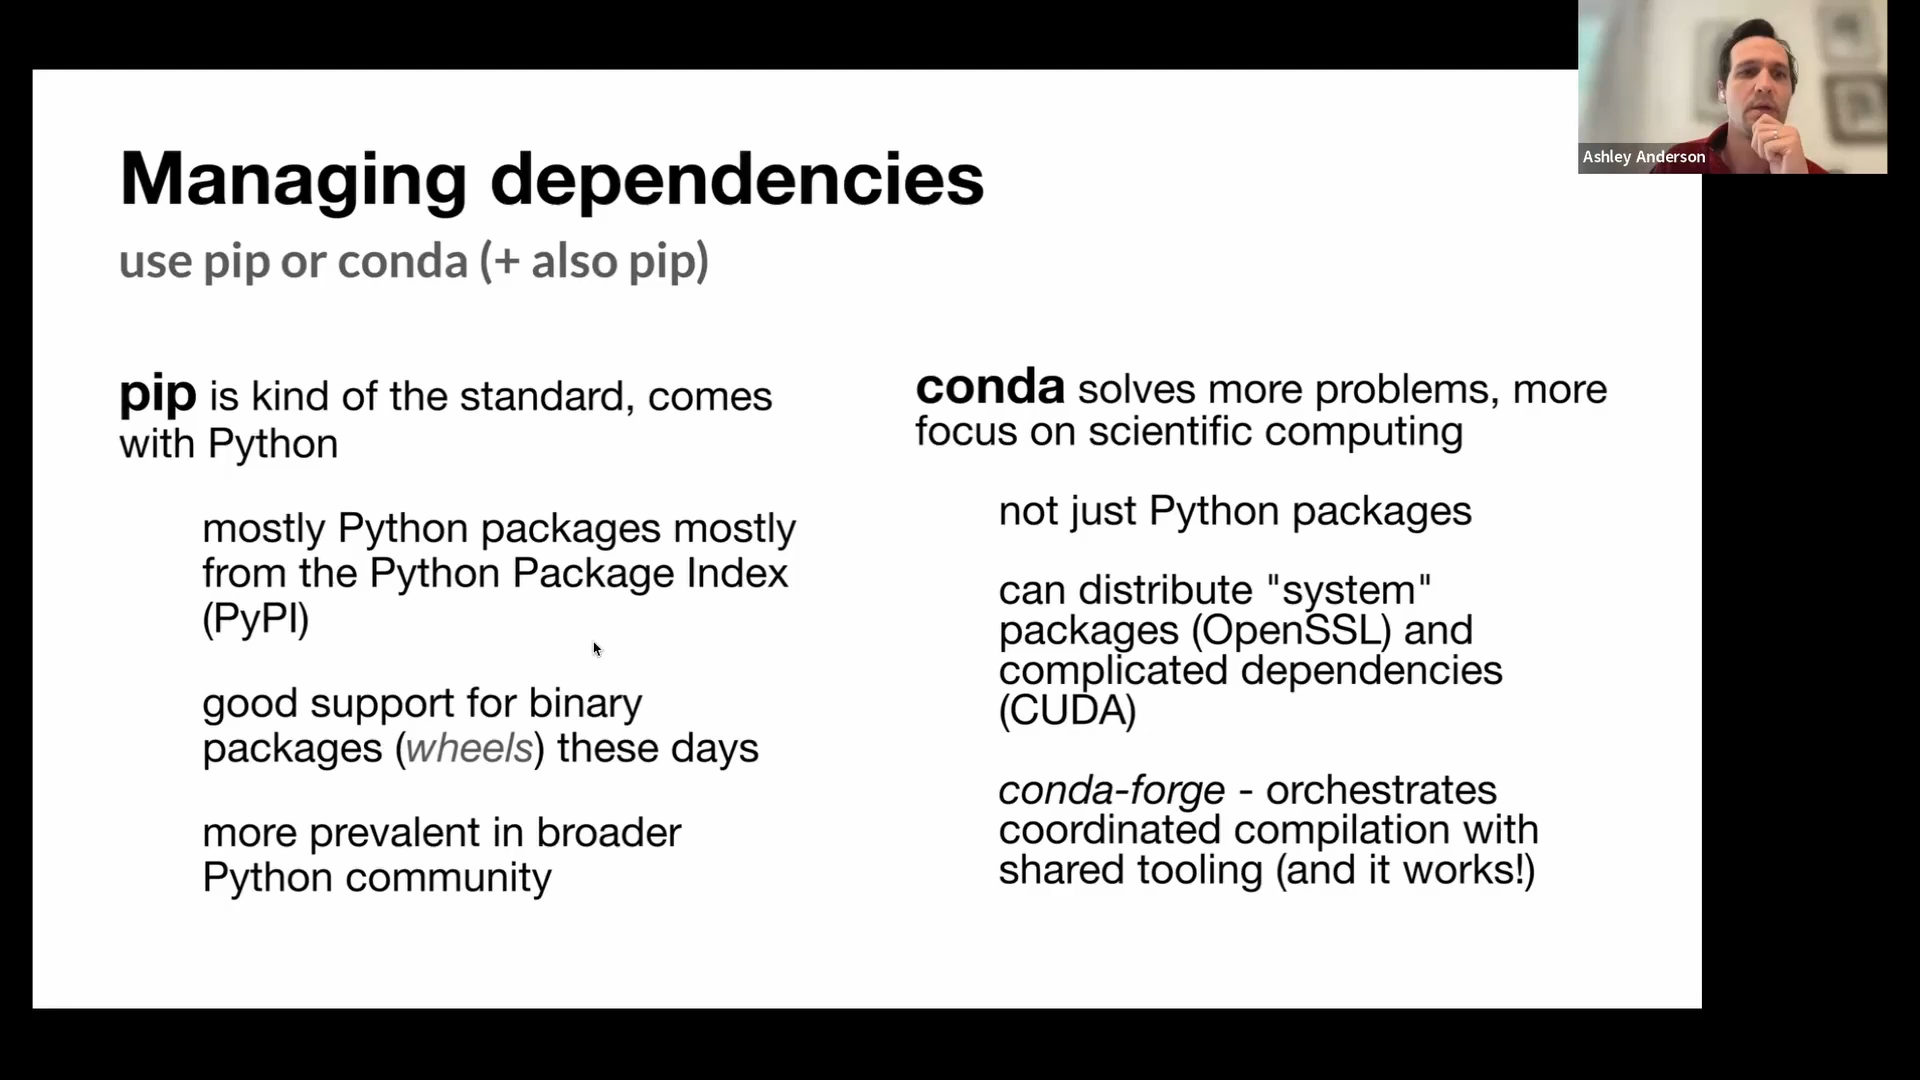 Managing dependencies
use pip or conda (+ also pip)
pip is kind of the standard, comes
with Python
mostly Python packages mostly
from the Python Package Index
(PyPI)
good support for binary
packages (wheels) these days
more prevalent in broader
Python community
conda solves more problems, more
focus on scientific computing
not just Python packages
can distribute "system"
packages (OpenSSL) and
complicated dependencies
(CUDA)
conda-forge - orchestrates
coordinated compilation with
shared tooling (and it works!)
Ashley Anderson